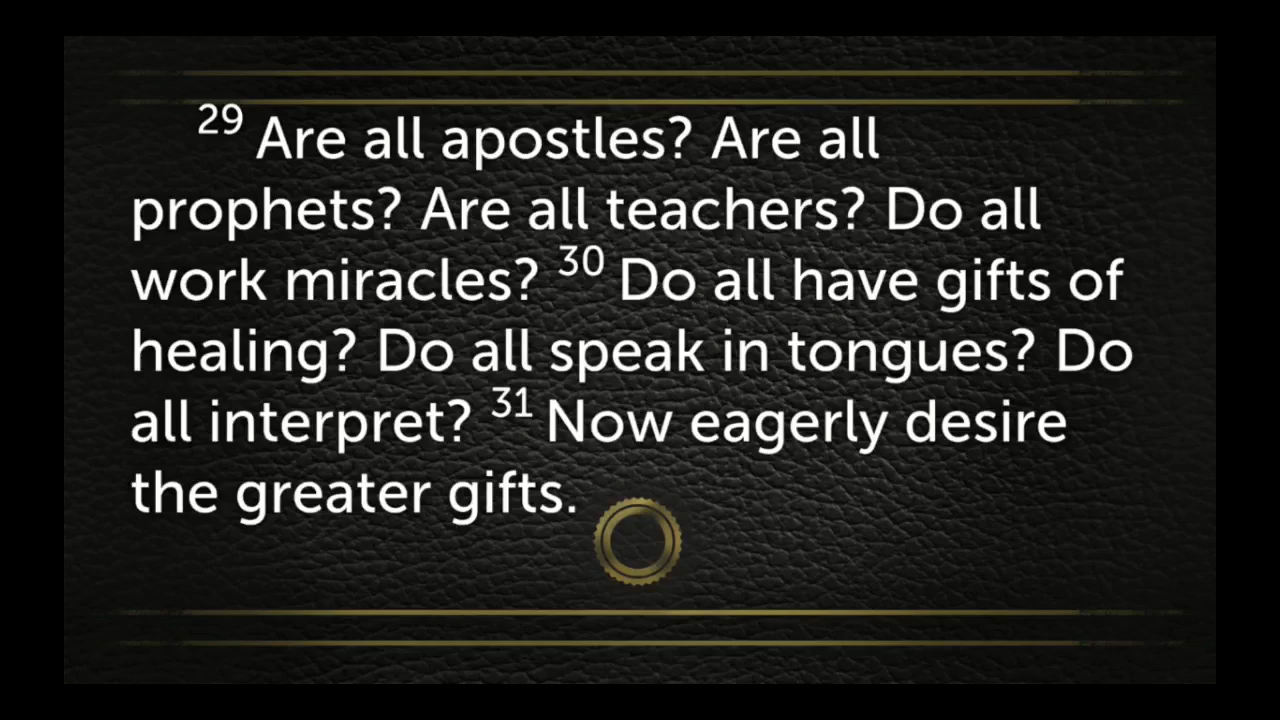 29 Are all apostles? Are all
prophets? Are all teachers? Do all
work miracles? 30 Do all have gifts of
healing? Do all speak in tongues? Do
all interpret? 31 Now eagerly desire
the greater gifts.